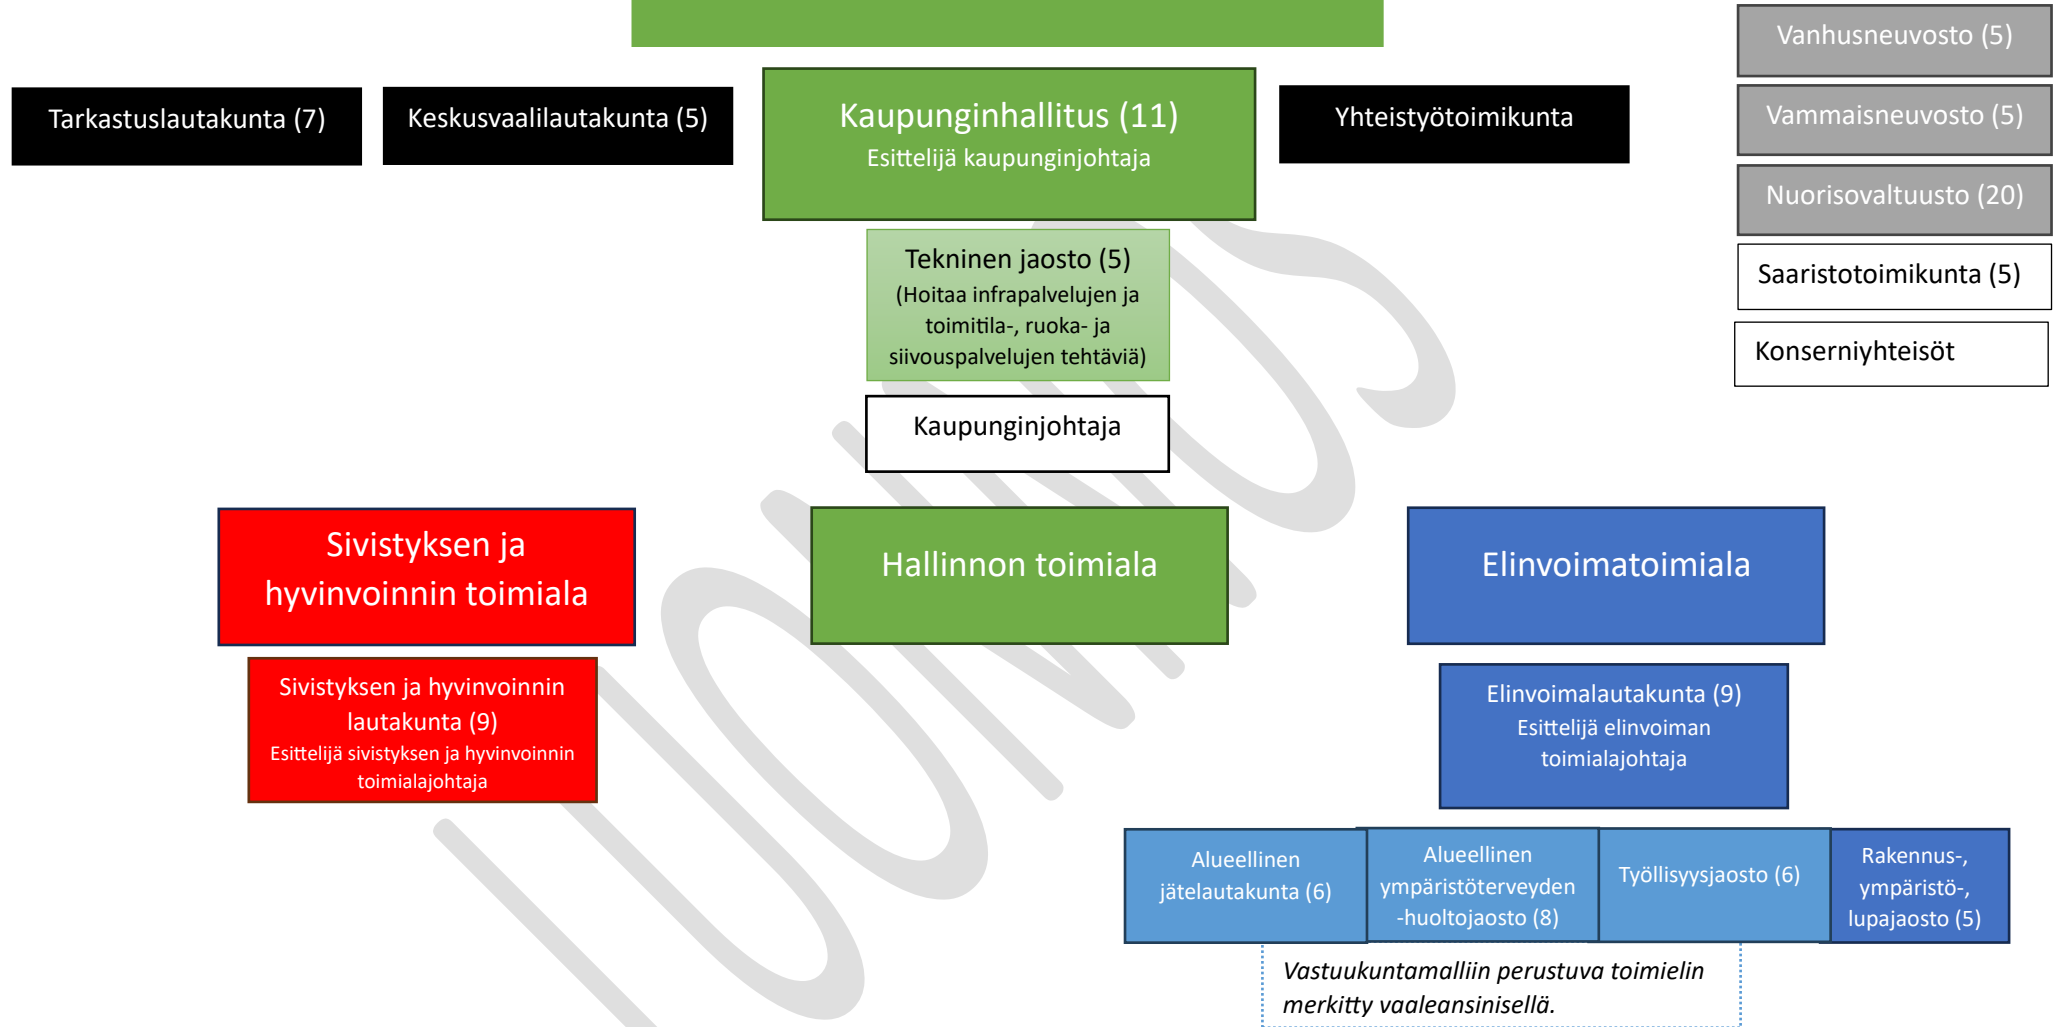 Vanhusneuvosto (5)
Tarkastuslautakunta (7)
Keskusvaalilautakunta (5)
Kaupunginhallitus (11)
Esittelijä kaupunginjohtaja
Yhteistyötoimikunta
Vammaisneuvosto (5)
Nuorisovaltuusto (20)
Saaristotoimikunta (5)
Konserniyhteisöt
Tekninen jaosto (5)
(Hoitaa infrapalvelujen ja
toimitila-, ruoka- ja
siivouspalvelujen tehtäviä)
Kaupunginjohtaja
Sivistyksen ja
hyvinvoinnin toimiala
Hallinnon toimiala
Elinvoimatoimiala
Sivistyksen ja hyvinvoinnin
lautakunta (9)
Esittelijä sivistyksen ja hyvinvoinnin
toimialajohtaja
Elinvoimalautakunta (9)
Esittelijä elinvoiman
toimialajohtaja
Alueellinen
jätelautakunta (6)
Alueellinen
ympäristöterveyden
-huoltojaosto (8)
Työllisyysjaosto (6)
Rakennus-,
ympäristö-,
lupajaosto (5)
Vastuukuntamalliin perustuva toimielin
merkitty vaaleansinisellä.